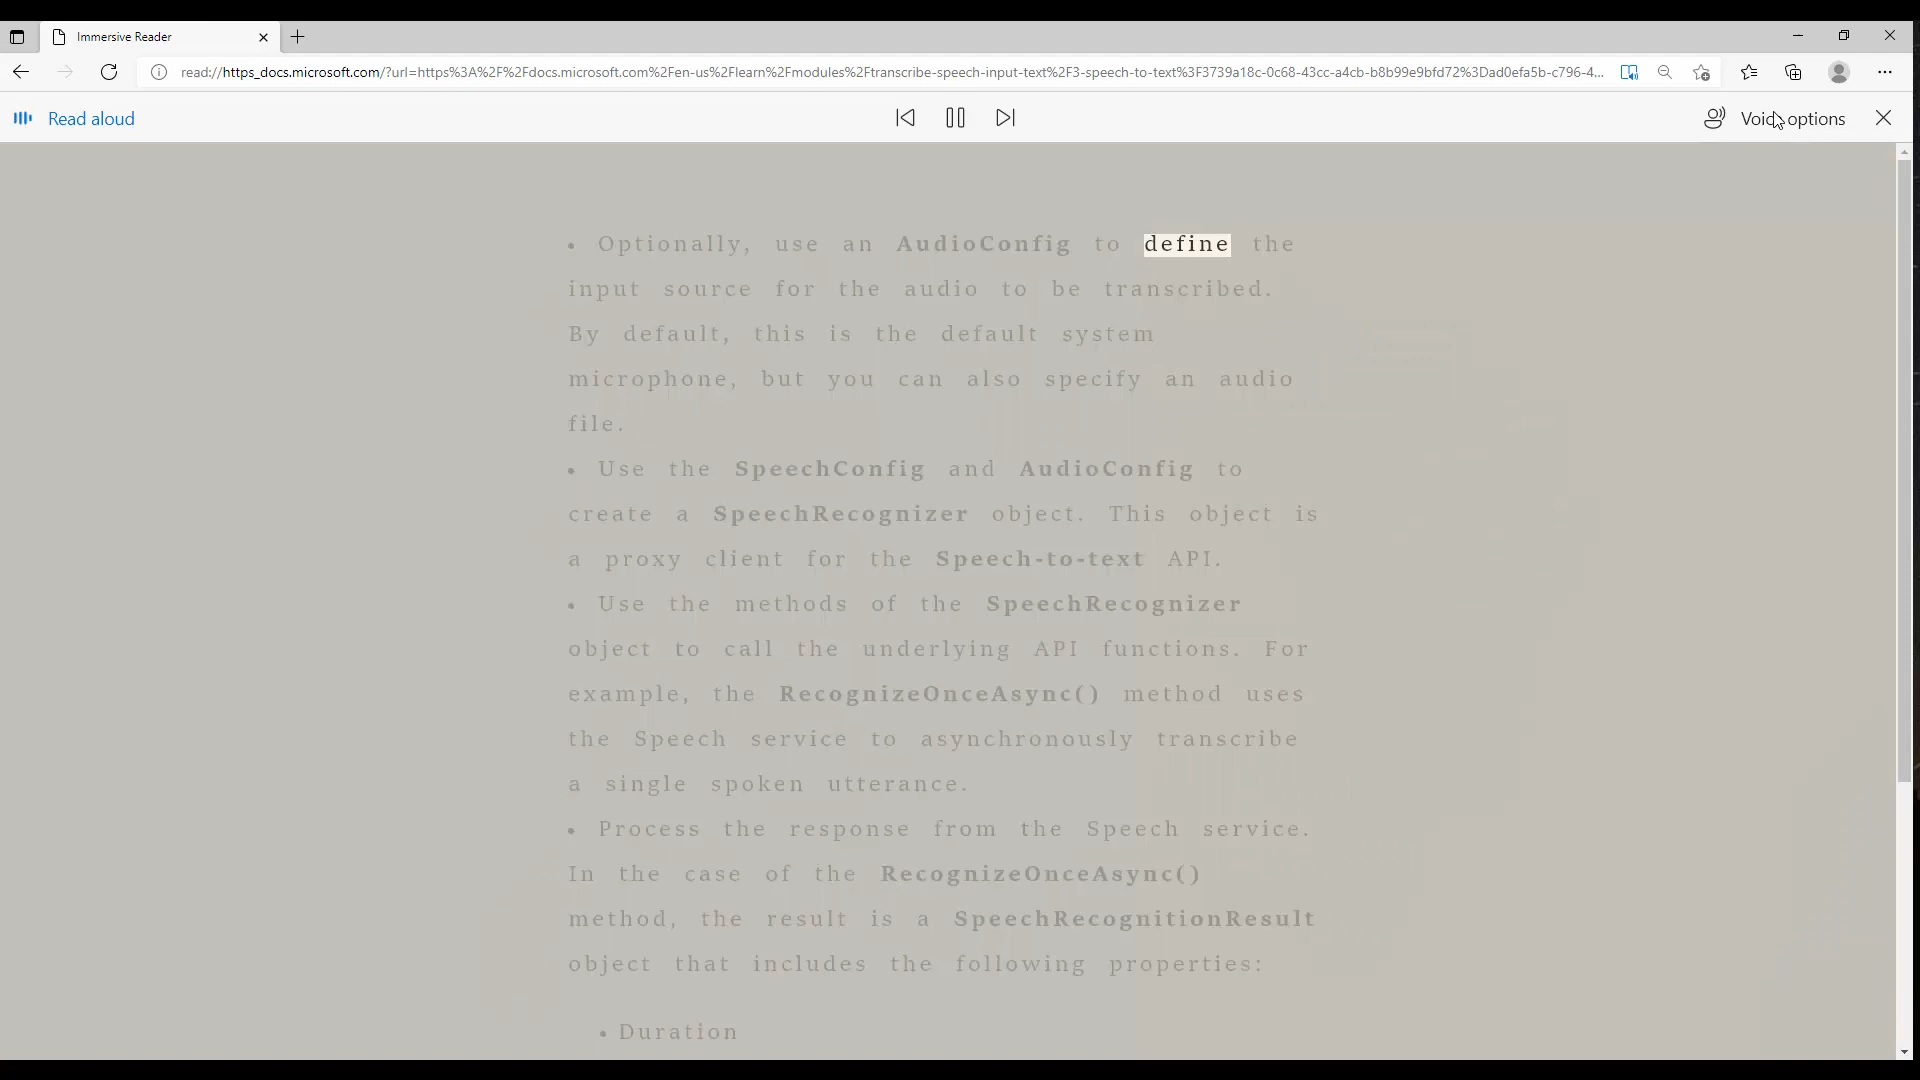 Immersive Reader
read://https_docs.microsoft.com/?url=https%3A%2F%2Fdocs.microsoft.com%2Fen-us%2Flearn%2Fmodules%2Ftranscribe-speech-input-text%2F3-speech-to-text%3F3739a18c-0c68-43cc-a4cb-b8b99e9bfd72%3Dad0efa5b-c796-4...
Read aloud
Voice options
• Optionally, use an AudioConfig to define the
input source for the audio to be transcribed.
By default, this is the default system
microphone, but you can also specify an audio
file.
• Use the SpeechConfig and AudioConfig to
create a SpeechRecognizer object. This object is
a proxy client for the Speech-to-text API.
• Use the methods of the SpeechRecognizer
object to call the underlying API functions. For
example, the RecognizeOnceAsync() method uses
the Speech service to asynchronously transcribe
a single spoken utterance.
• Process the response from the Speech service.
In the case of the RecognizeOnceAsync()
method, the result is a SpeechRecognitionResult
object that includes the following properties:
• Duration